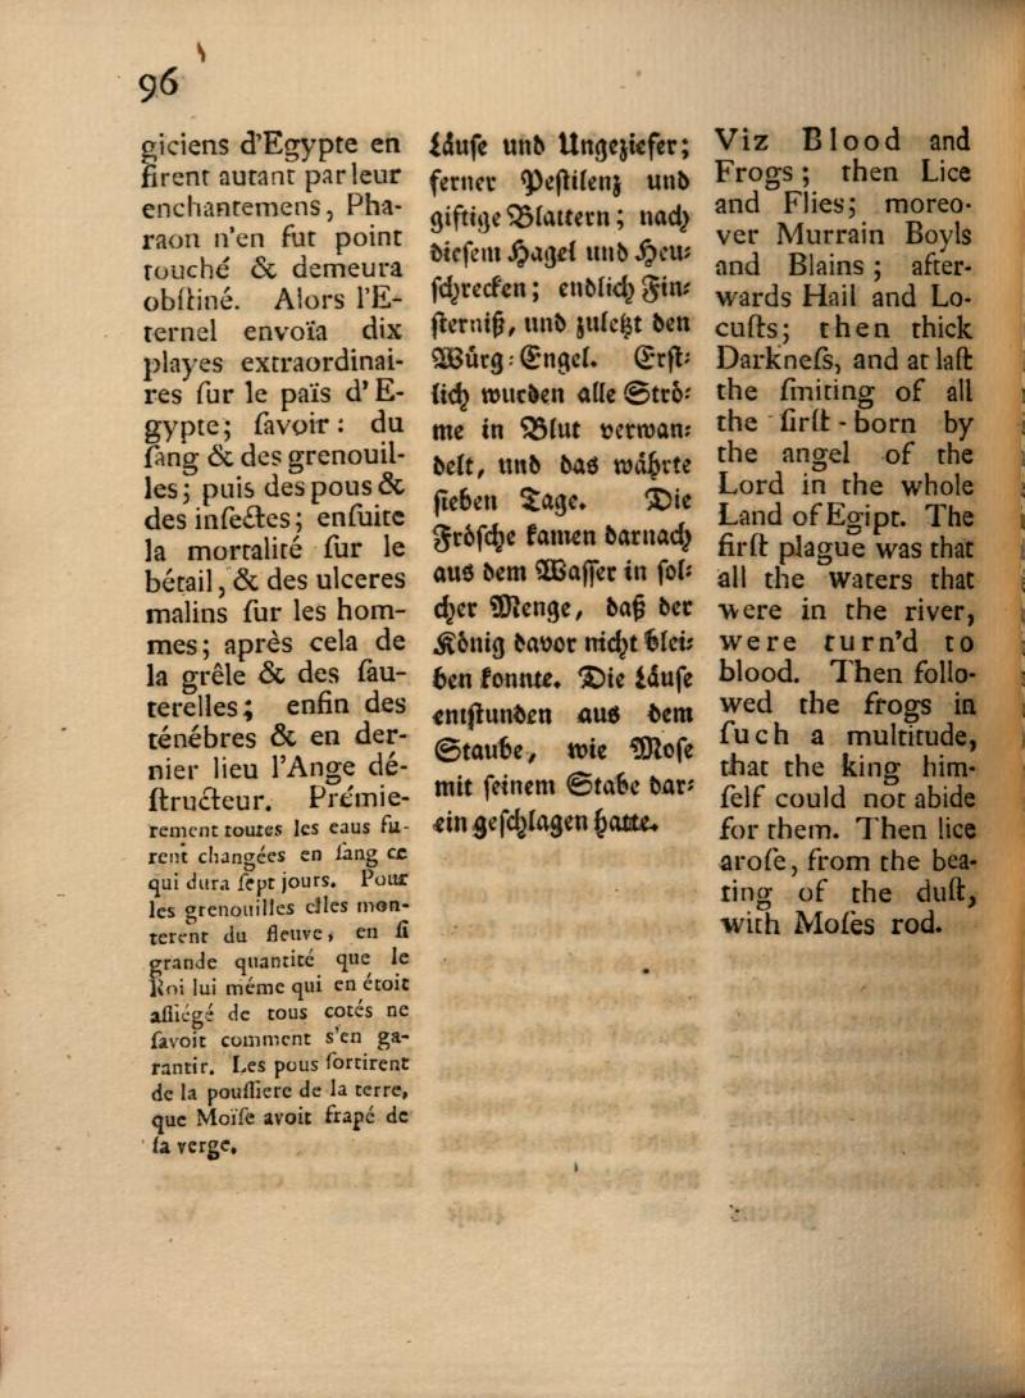 96
giciens d'Egypte en
firent autant par leur
enchantemens, Pha-
raon n'en fut point
touché & demeura
obſtiné. Alors l'E-
ternel envoïa dix
playes extraordinai-
res ſur le païs d'E-
gypte; ſavoir: du
ſang & des grenouil-
les; puis des pous &
des inſectes; enſuite
la mortalité ſur le
bétail, & des ulceres
malins ſur les hom-
mes; après cela de
la grêle & des ſau-
terelles; enfin des
ténébres & en der-
nier lieu l'Ange dé-
ſtructeur. Prémie-
rement toutes les eaus fu-
rent changées en ſang ce
qui dura ſept jours. Pour
les grenouilles elles mon-
terent du fleuve, en ſi
grande quantité que le
Roi lui méme qui en étoit
aſſiégé de tous cotés ne
ſavoit comment s'en ga-
rantir. Les pous ſortirent
de la pouſſiere de la terre,
que Moïſe avoit frapé de
ſa verge.
Läuſe und Ungeziefer;
ferner Peſtilenz und
giftige Blattern; nach
dieſem Hagel und Heu-
ſchrecken; endlich Fin-
ſterniß, und zuletzt den
Würg-Engel. Erſt-
lich wurden alle Strö-
me in Blut verwan-
delt, und das währte
ſieben Tage. Die
Fröſche kamen darnach
aus dem Waſſer in ſol-
cher Menge, daß der
König davor nicht blei-
ben konnte. Die Läuſe
entſtunden aus dem
Staube, wie Moſe
mit ſeinem Stabe dar-
ein geſchlagen hatte.
Viz Blood and
Frogs; then Lice
and Flies; moreo-
ver Murrain Boyls
and Blains; after-
wards Hail and Lo-
cuſts; then thick
Darkneſs, and at laſt
the ſmiting of all
the firſt-born by
the angel of the
Lord in the whole
Land of Egipt. The
firſt plague was that
all the waters that
were in the river,
were turn'd to
blood. Then follo-
wed the frogs in
ſuch a multitude,
that the king him-
ſelf could not abide
for them. Then lice
aroſe, from the bea-
ting of the duſt,
with Moſes rod.